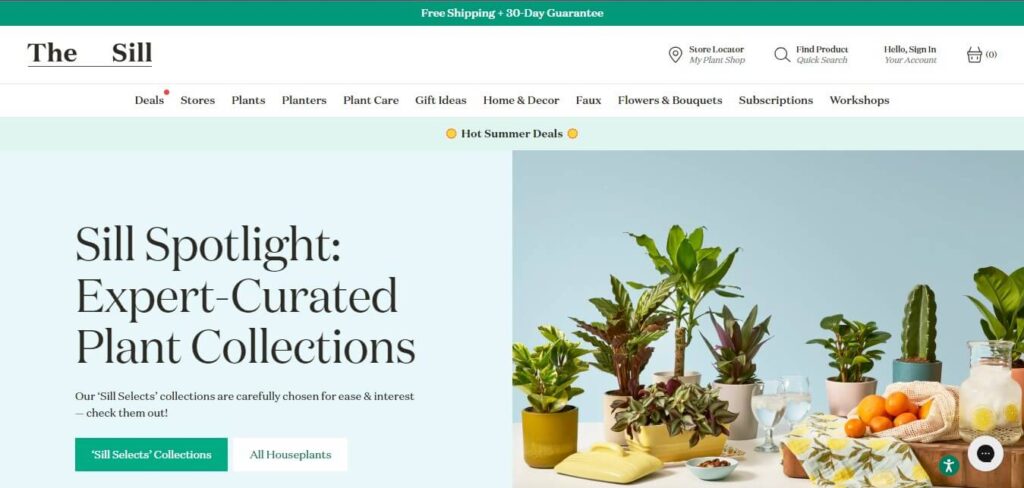 Free Shipping + 30-Day Guarantee
The Sill
Store Locator
My Plant Shop
Find Product
Quick Search
Hello, Sign In
Your Account
(0)
Deals Stores Plants Planters Plant Care Gift Ideas Home & Decor Faux Flowers & Bouquets Subscriptions Workshops
Hot Summer Deals
Sill Spotlight:
Expert-Curated
Plant Collections
Our ‘Sill Selects’ collections are carefully chosen for ease & interest
— check them out!
‘Sill Selects’ Collections
All Houseplants